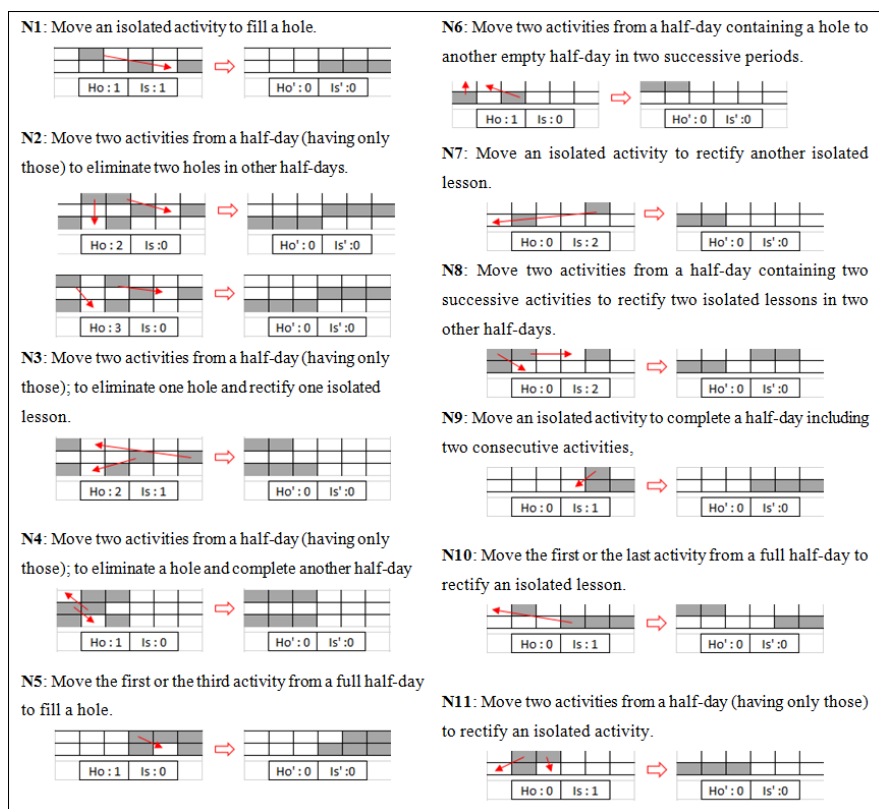 N1: Move an isolated activity to fill a hole.
Ho : 1 Is : 1 Ho' : 0 Is' :0
N2: Move two activities from a half-day (having only
those) to eliminate two holes in other half-days.
Ho : 2 Is :0 Ho' : 0 Is' :0
Ho : 3 Is : 0 Ho' : 0 Is' :0
N3: Move two activities from a half-day (having only
those); to eliminate one hole and rectify one isolated
lesson.
Ho : 2 Is : 1 Ho' : 0 Is' :0
N4: Move two activities from a half-day (having only
those); to eliminate a hole and complete another half-day
Ho : 1 Is : 0 Ho' : 0 Is' :0
N5: Move the first or the third activity from a full half-day
to fill a hole.
Ho : 1 Is : 0 Ho' : 0 Is' :0
N6: Move two activities from a half-day containing a hole to
another empty half-day in two successive periods.
Ho : 1 Is : 0 Ho' : 0 Is' :0
N7: Move an isolated activity to rectify another isolated
lesson.
Ho : 0 Is : 2 Ho' : 0 Is' :0
N8: Move two activities from a half-day containing two
successive activities to rectify two isolated lessons in two
other half-days.
Ho : 0 Is : 2 Ho' : 0 Is' :0
N9: Move an isolated activity to complete a half-day including
two consecutive activities,
Ho : 0 Is : 1 Ho' : 0 Is' :0
N10: Move the first or the last activity from a full half-day to
rectify an isolated lesson.
Ho : 0 Is : 1 Ho' : 0 Is' :0
N11: Move two activities from a half-day (having only those)
to rectify an isolated activity.
Ho : 0 Is : 1 Ho' : 0 Is' :0